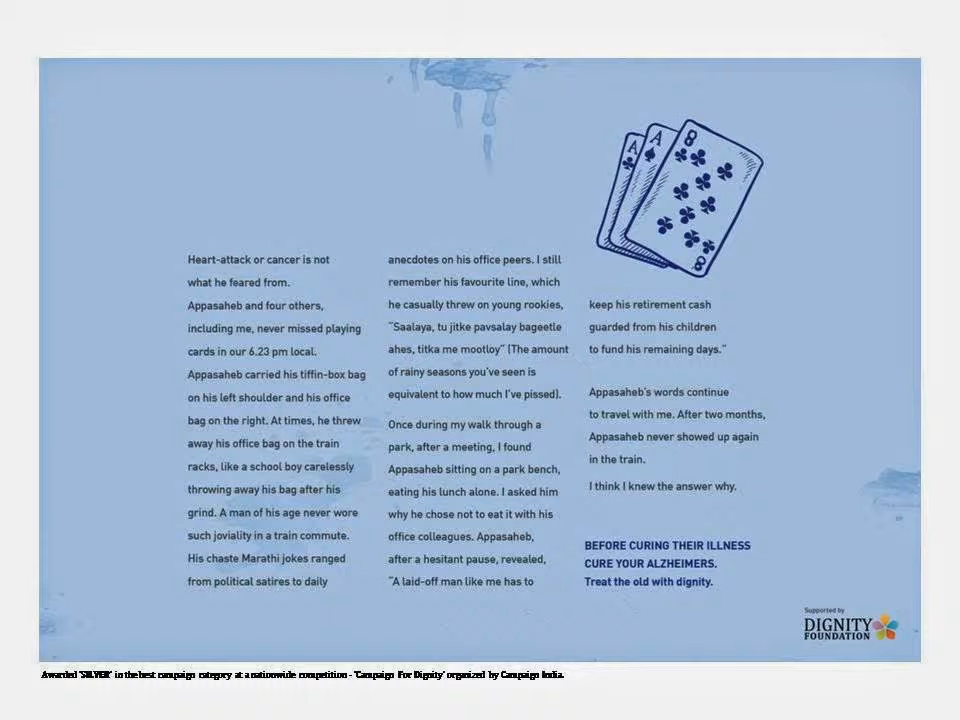 A
A
8
8
Heart-attack or cancer is not
what he feared from.
Appasaheb and four others,
including me, never missed playing
cards in our 6.23 pm local.
Appasaheb carried his tiffin-box bag
on his left shoulder and his office
bag on the right. At times, he threw
away his office bag on the train
racks, like a school boy carelessly
throwing away his bag after his
grind. A man of his age never wore
such joviality in a train commute.
His chaste Marathi jokes ranged
from political satires to daily
anecdotes on his office peers. I still
remember his favourite line, which
he casually threw on young rookies,
“Saalaya, tu jitke pavsalay bageetle
ahes, titka me mootloy” (The amount
of rainy seasons you’ve seen is
equivalent to how much I’ve pissed).
Once during my walk through a
park, after a meeting, I found
Appasaheb sitting on a park bench,
eating his lunch alone. I asked him
why he chose not to eat it with his
office colleagues. Appasaheb,
after a hesitant pause, revealed,
“A laid-off man like me has to
keep his retirement cash
guarded from his children
to fund his remaining days.”
Appasaheb’s words continue
to travel with me. After two months,
Appasaheb never showed up again
in the train.
I think I knew the answer why.
BEFORE CURING THEIR ILLNESS
CURE YOUR ALZHEIMERS.
Treat the old with dignity.
Supported by
DIGNITY
FOUNDATION
Awarded 'SILVER' in the best campaign category at a nationwide competition - 'Campaign For Dignity' organized by Campaign India.